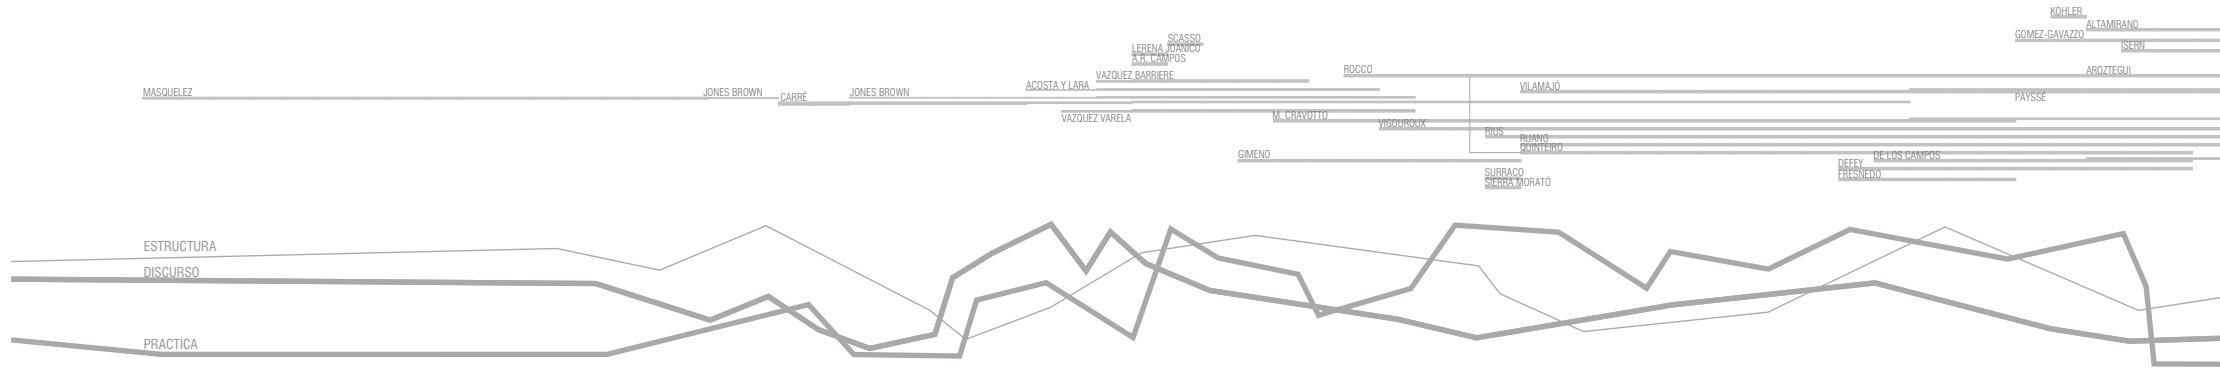 KOHLER
ALTAMIRANO
GOMEZ-GAVAZZO
ISERN
SCASSO
LERENA JOANICO
A.R. CAMPOS
ROCCO
AROZTEGUI
VAZQUEZ BARRIERE
ACOSTA Y LARA
VILAMAJÓ
MASQUELEZ
JONES BROWN
CARRÉ
JONES BROWN
PAYSSÉ
VAZQUEZ VARELA
M. CRAVOTTO
VIGOUROUX
RIUS
RUANO
QUINTEIRO
GIMENO
DE LOS CAMPOS
DEFEY
FRESNEDO
SURRACO
SIERRA MORATÓ
ESTRUCTURA
DISCURSO
PRACTICA